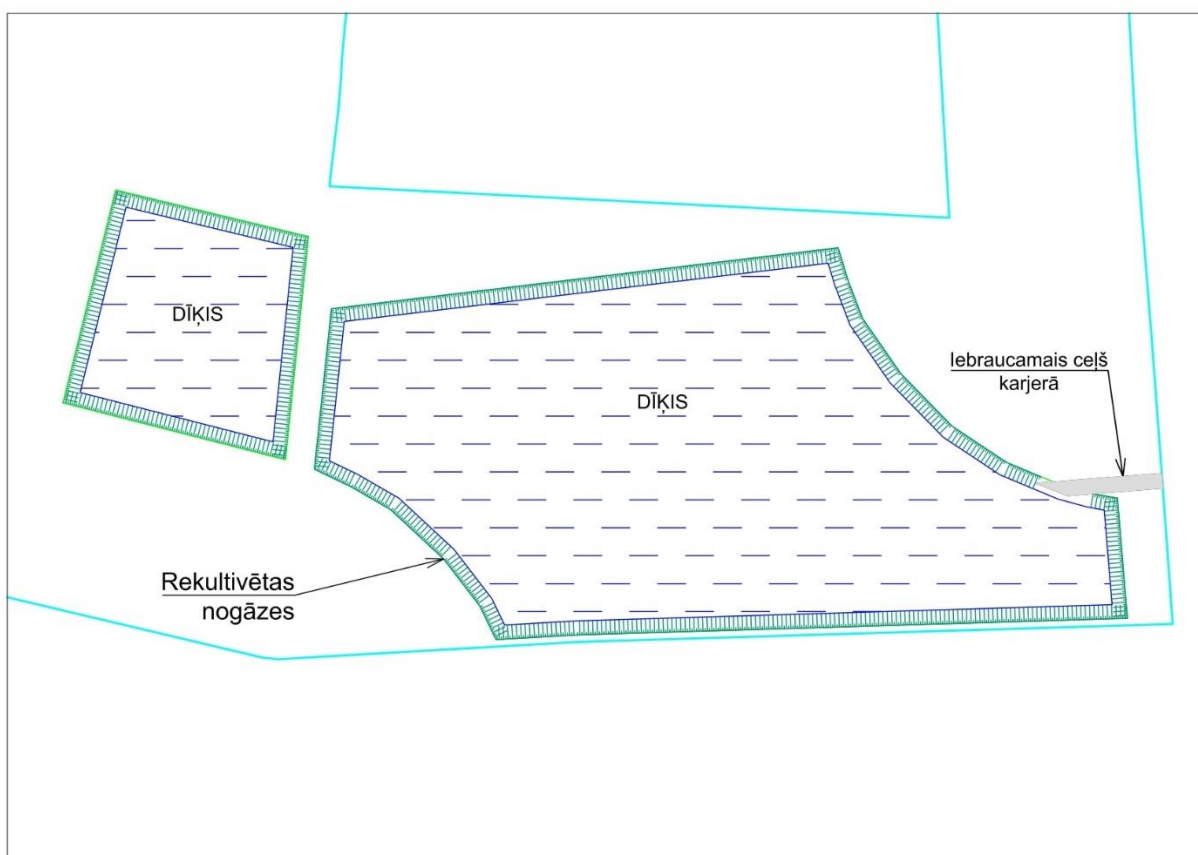 DĪĶIS
DĪĶIS
Iebraucamais ceļš
karjerā
Rekultivētas
nogāzes